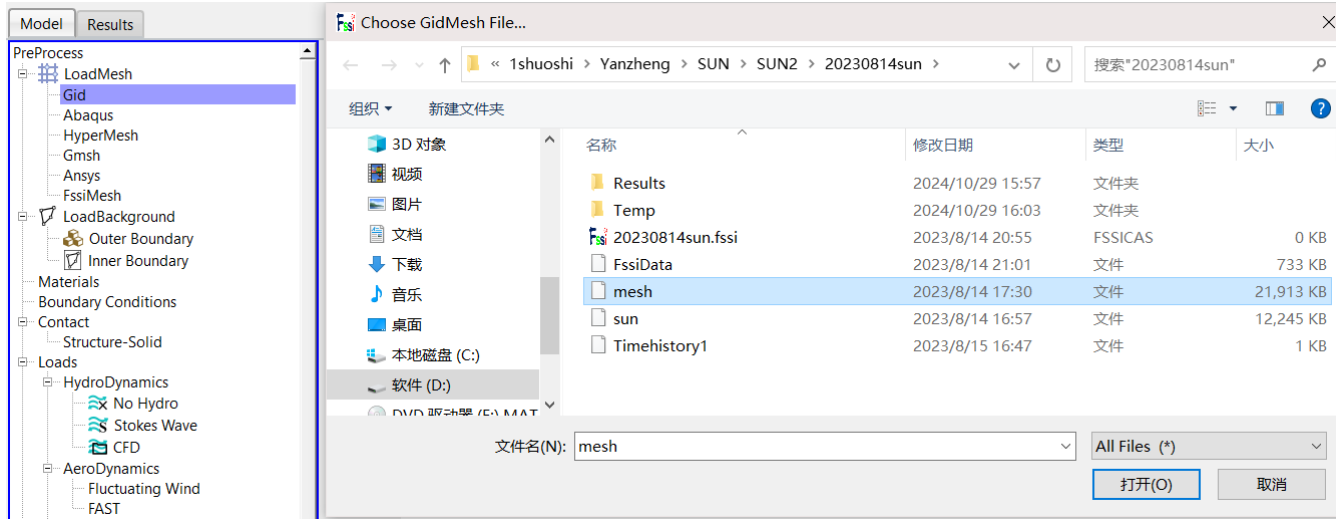 Model
Results
PreProcess
LoadMesh
Gid
Abaqus
HyperMesh
Gmsh
Ansys
FssiMesh
LoadBackground
Outer Boundary
Inner Boundary
Materials
Boundary Conditions
Contact
Structure-Solid
Loads
HydroDynamics
No Hydro
Stokes Wave
CFD
AeroDynamics
Fluctuating Wind
FAST
Choose GidMesh File...
« 1shuoshi > Yanzheng > SUN > SUN2 > 20230814sun >
搜索"20230814sun"
组织 新建文件夹
3D 对象
视频
图片
文档
下载
音乐
桌面
本地磁盘 (C:)
软件 (D:)
DVD 驱动器 (F:) MAT
名称 修改日期 类型 大小
Results 2024/10/29 15:57 文件夹
Temp 2024/10/29 16:03 文件夹
20230814sun.fssi 2023/8/14 20:55 FSSICAS 0 KB
FssiData 2023/8/14 21:01 文件 733 KB
mesh 2023/8/14 17:30 文件 21,913 KB
sun 2023/8/14 16:57 文件 12,245 KB
Timehistory1 2023/8/15 16:47 文件 1 KB
文件名(N): mesh
All Files (*)
打开(O) 取消